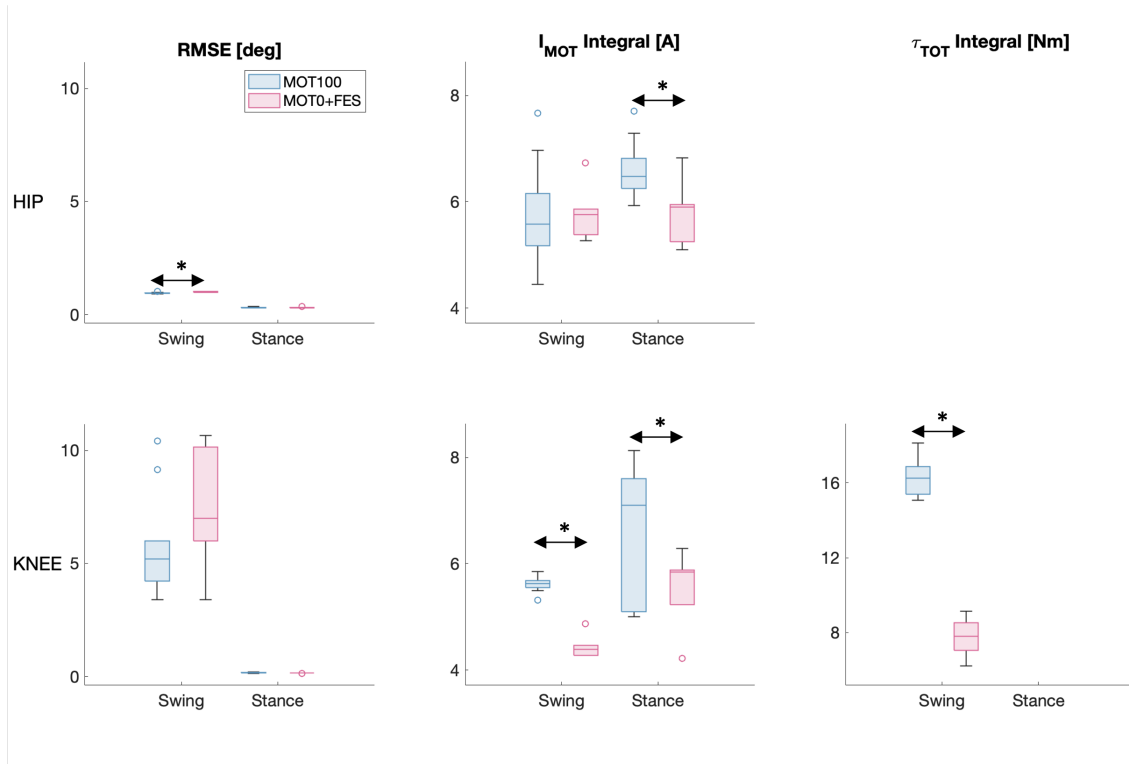 RMSE [deg]
I_MOT Integral [A]
τ_TOT Integral [Nm]
MOT100
MOT0+FES
10
5
0
HIP
*
Swing
Stance
8
6
4
*
Swing
Stance
10
5
0
KNEE
Swing
Stance
8
6
4
*
*
Swing
Stance
16
12
8
*
Swing
Stance